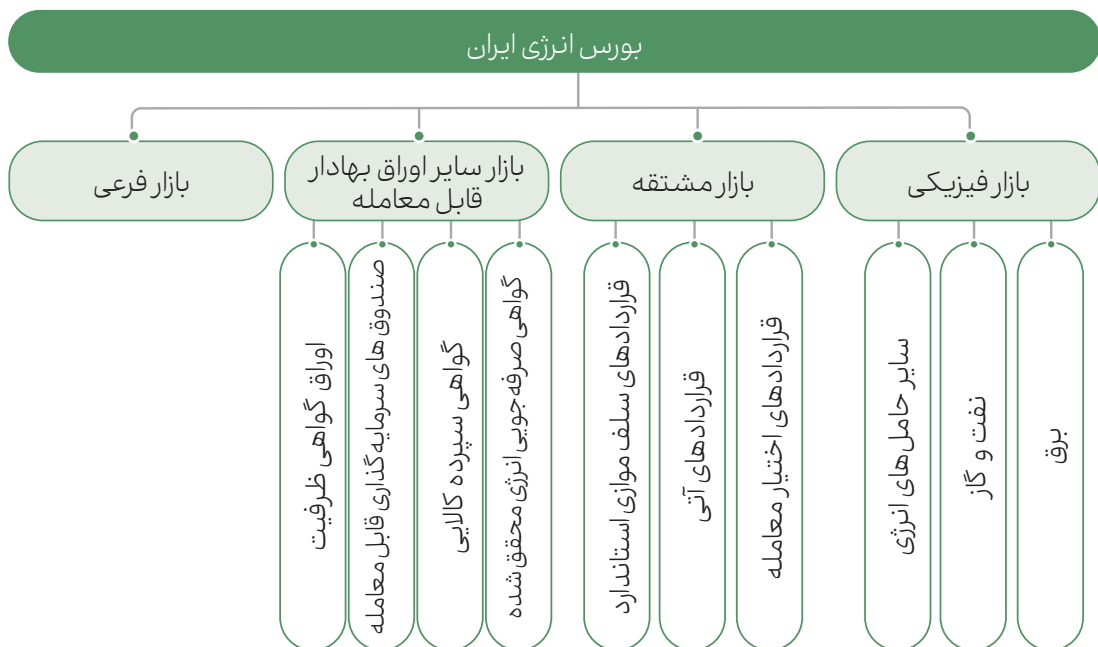 بورس انرژی ایران
بازار فیزیکی
بازار مشتقه
بازار سایر اوراق بهادار
قابل معامله
بازار فرعی
برق
نفت و گاز
سایر حامل‌های انرژی
قراردادهای اختیار معامله
قراردادهای آتی
قراردادهای سلف موازی استاندارد
گواهی صرفه‌جویی انرژی محقق شده
گواهی سپرده کالایی
صندوق های سرمایه‌گذاری قابل معامله
اوراق گواهی ظرفیت